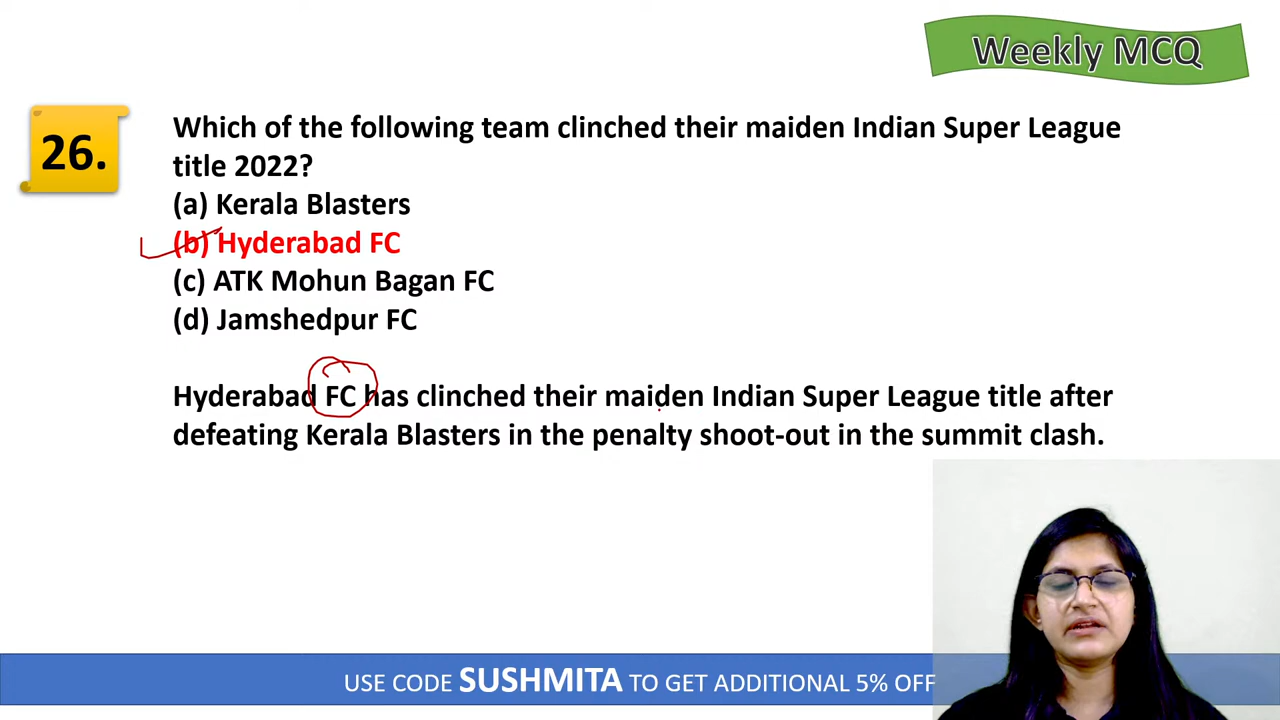 Weekly MCQ
26.
Which of the following team clinched their maiden Indian Super League
title 2022?
(a) Kerala Blasters
(b) Hyderabad FC
(c) ATK Mohun Bagan FC
(d) Jamshedpur FC
Hyderabad FC has clinched their maiden Indian Super League title after
defeating Kerala Blasters in the penalty shoot-out in the summit clash.
USE CODE SUSHMITA TO GET ADDITIONAL 5% OFF